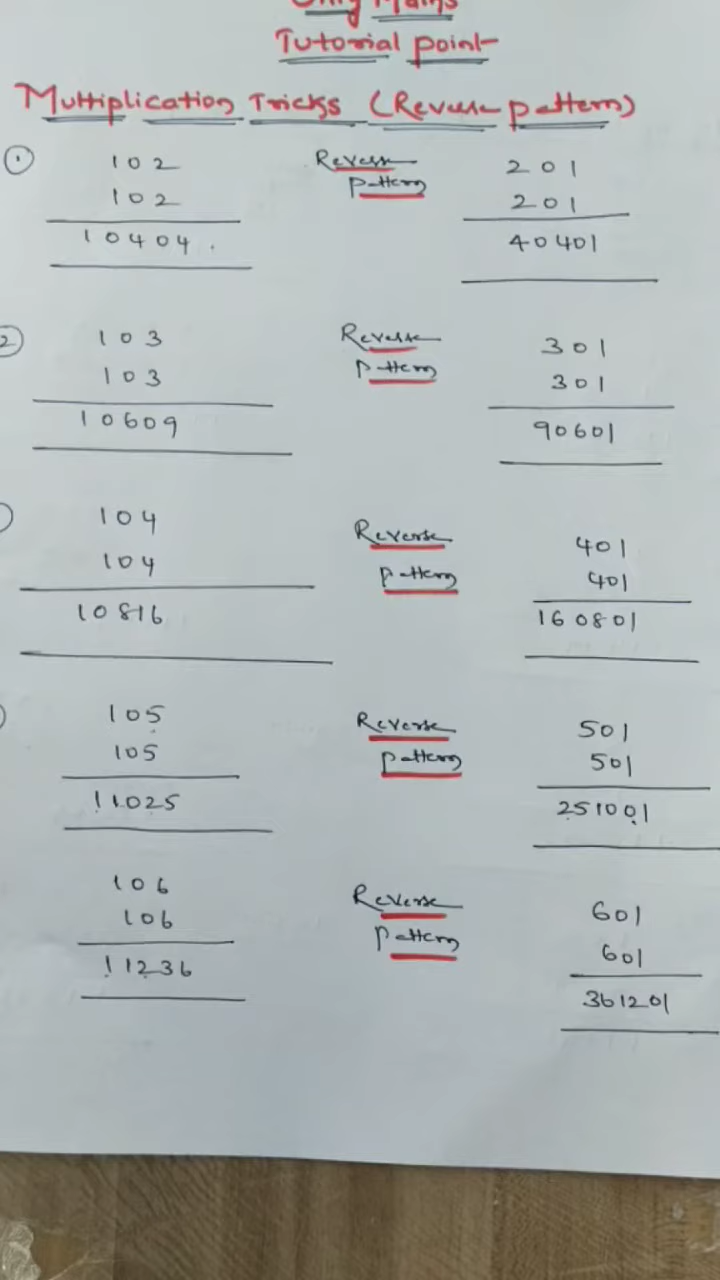 Only Maths
Tutorial point
Multiplication Tricks (Reverse pattern)
1 102 Reverse 201
102 pattern 201
10404. 40401
2 103 Reverse 301
103 pattern 301
10609 90601
104 Reverse 401
104 pattern 401
10816 160801
105 Reverse 501
105 pattern 501
11025 251001
106 Reverse 601
106 pattern 601
11236 361201